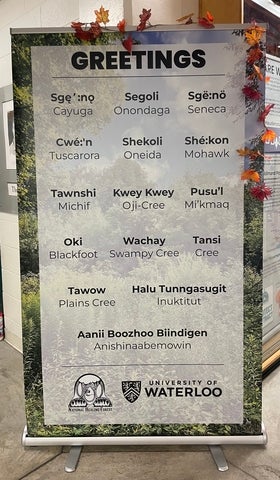 GREETINGS
Sgę´:nǫ Segoli Sgë:nö
Cayuga Onondaga Seneca
Cwé:'n Shekoli Shé:kon
Tuscarora Oneida Mohawk
Tawnshi Kwey Kwey Pusu'l
Michif Oji-Cree Mi'kmaq
Oki Wachay Tansi
Blackfoot Swampy Cree Cree
Tawow Halu Tunngasugit
Plains Cree Inuktitut
Aanii Boozhoo Biindigen
Anishinaabemowin
NATIONAL HEALING FOREST
UNIVERSITY OF
WATERLOO